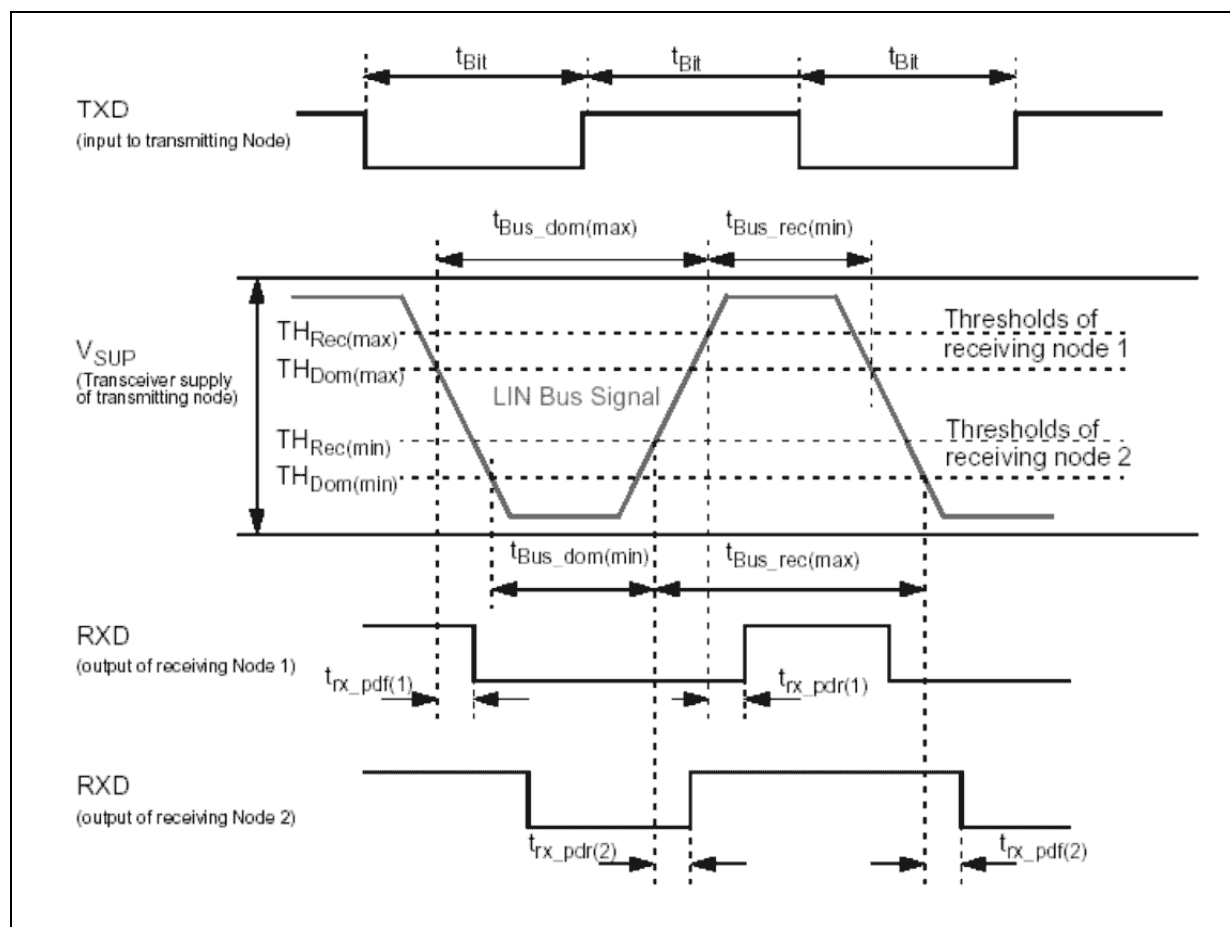 tBit
tBit
tBit
TXD
(input to transmitting Node)
tBus_dom(max)
tBus_rec(min)
VSUP
(Transceiver supply
of transmitting node)
THRec(max)
THDom(max)
THRec(min)
THDom(min)
LIN Bus Signal
Thresholds of
receiving node 1
Thresholds of
receiving node 2
tBus_dom(min)
tBus_rec(max)
RXD
(output of receiving Node 1)
trx_pdf(1)
trx_pdr(1)
RXD
(output of receiving Node 2)
trx_pdr(2)
trx_pdf(2)